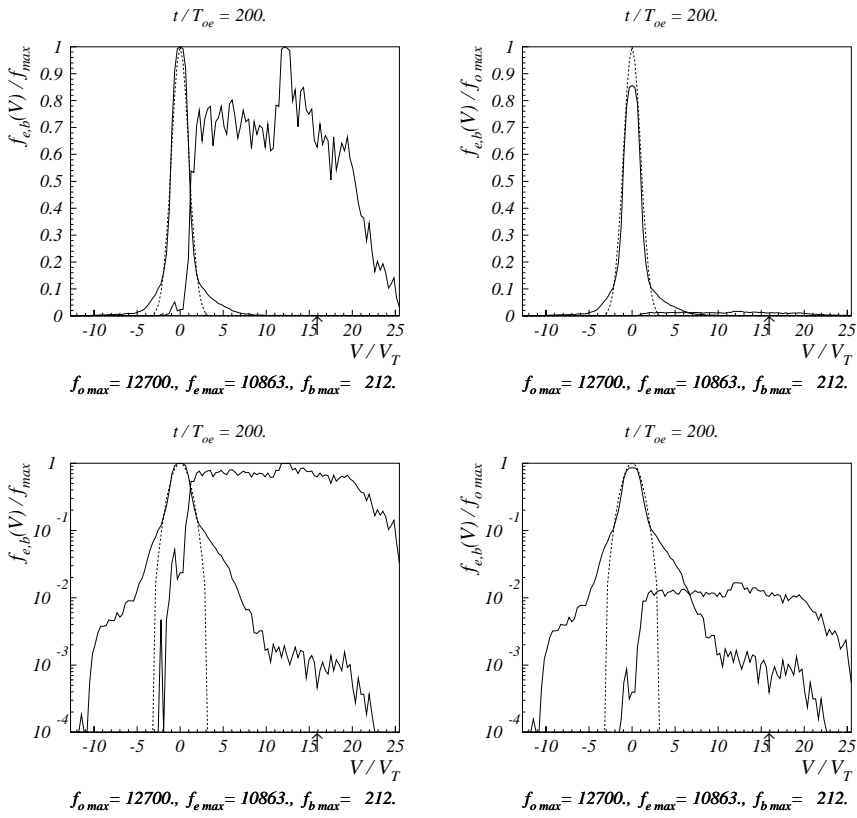 t / T_oe = 200.
f_e,b(V) / f_max
1
0.9
0.8
0.7
0.6
0.5
0.4
0.3
0.2
0.1
0
-10 -5 0 5 10 15 20 25
V / V_T
f_o max= 12700., f_e max= 10863., f_b max= 212.
t / T_oe = 200.
f_e,b(V) / f_o max
1
0.9
0.8
0.7
0.6
0.5
0.4
0.3
0.2
0.1
0
-10 -5 0 5 10 15 20 25
V / V_T
f_o max= 12700., f_e max= 10863., f_b max= 212.
t / T_oe = 200.
f_e,b(V) / f_max
1
10 -1
10 -2
10 -3
10 -4
-10 -5 0 5 10 15 20 25
V / V_T
f_o max= 12700., f_e max= 10863., f_b max= 212.
t / T_oe = 200.
f_e,b(V) / f_o max
1
10 -1
10 -2
10 -3
10 -4
-10 -5 0 5 10 15 20 25
V / V_T
f_o max= 12700., f_e max= 10863., f_b max= 212.